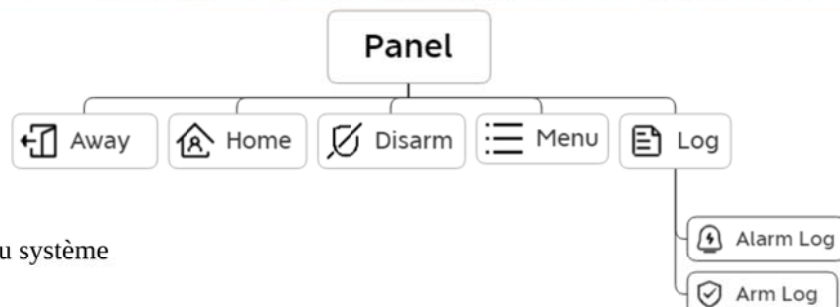 Panel
Away
Home
Disarm
Menu
Log
u système
Alarm Log
Arm Log